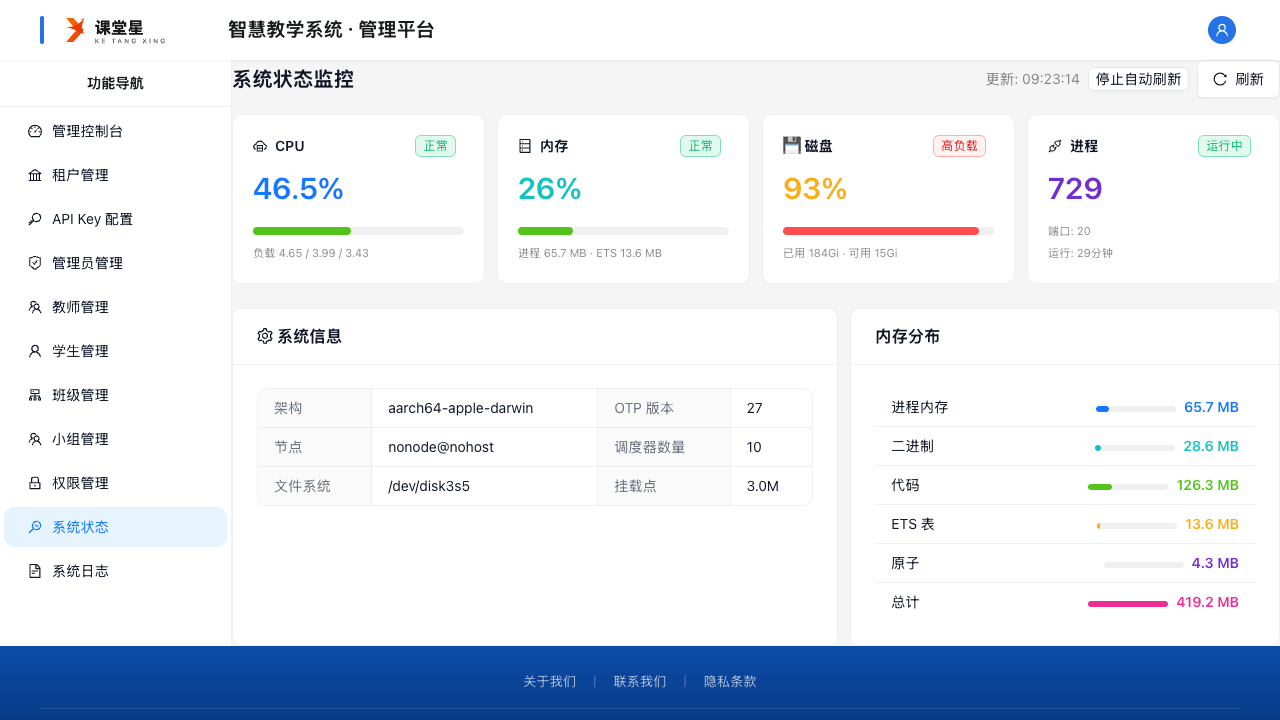 课堂星
KE TANG XING
智慧教学系统 · 管理平台
功能导航
管理控制台
租户管理
API Key 配置
管理员管理
教师管理
学生管理
班级管理
小组管理
权限管理
系统状态
系统日志
系统状态监控
更新: 09:23:14
停止自动刷新
刷新
CPU 正常
46.5%
负载 4.65 / 3.99 / 3.43
内存 正常
26%
进程 65.7 MB · ETS 13.6 MB
磁盘 高负载
93%
已用 184Gi · 可用 15Gi
进程 运行中
729
端口: 20
运行: 29分钟
系统信息
架构 aarch64-apple-darwin OTP 版本 27
节点 nonode@nohost 调度器数量 10
文件系统 /dev/disk3s5 挂载点 3.0M
内存分布
进程内存 65.7 MB
二进制 28.6 MB
代码 126.3 MB
ETS 表 13.6 MB
原子 4.3 MB
总计 419.2 MB
关于我们 | 联系我们 | 隐私条款